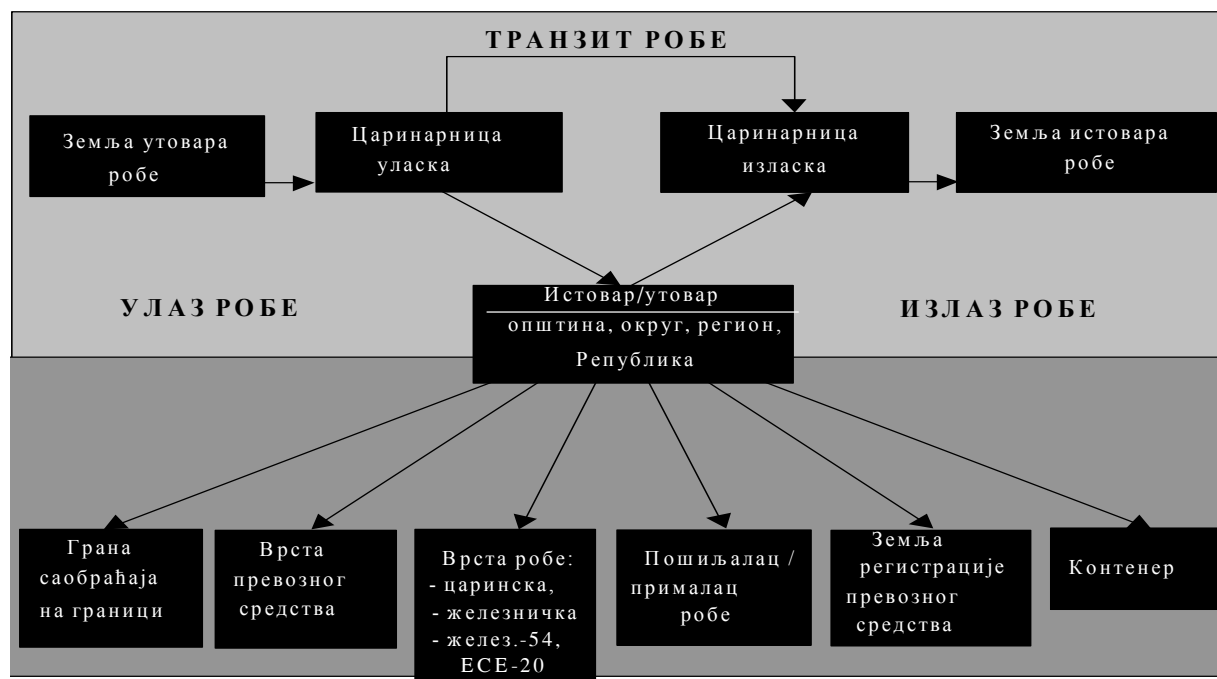 ТРАНЗИТ РОБЕ
Земља утовара
робе
Царинарница
уласка
Царинарница
изласка
Земља истовара
робе
УЛАЗ РОБЕ
Истовар/утовар
општина, округ, регион,
Република
ИЗЛАЗ РОБЕ
Грана
саобраћаја
на граници
Врста
превозног
средства
Врста робе:
- царинска,
- железничка
- желез.-54,
ЕСЕ-20
Пошиљалац /
прималац
робе
Земља
регистрације
превозног
средства
Контенер